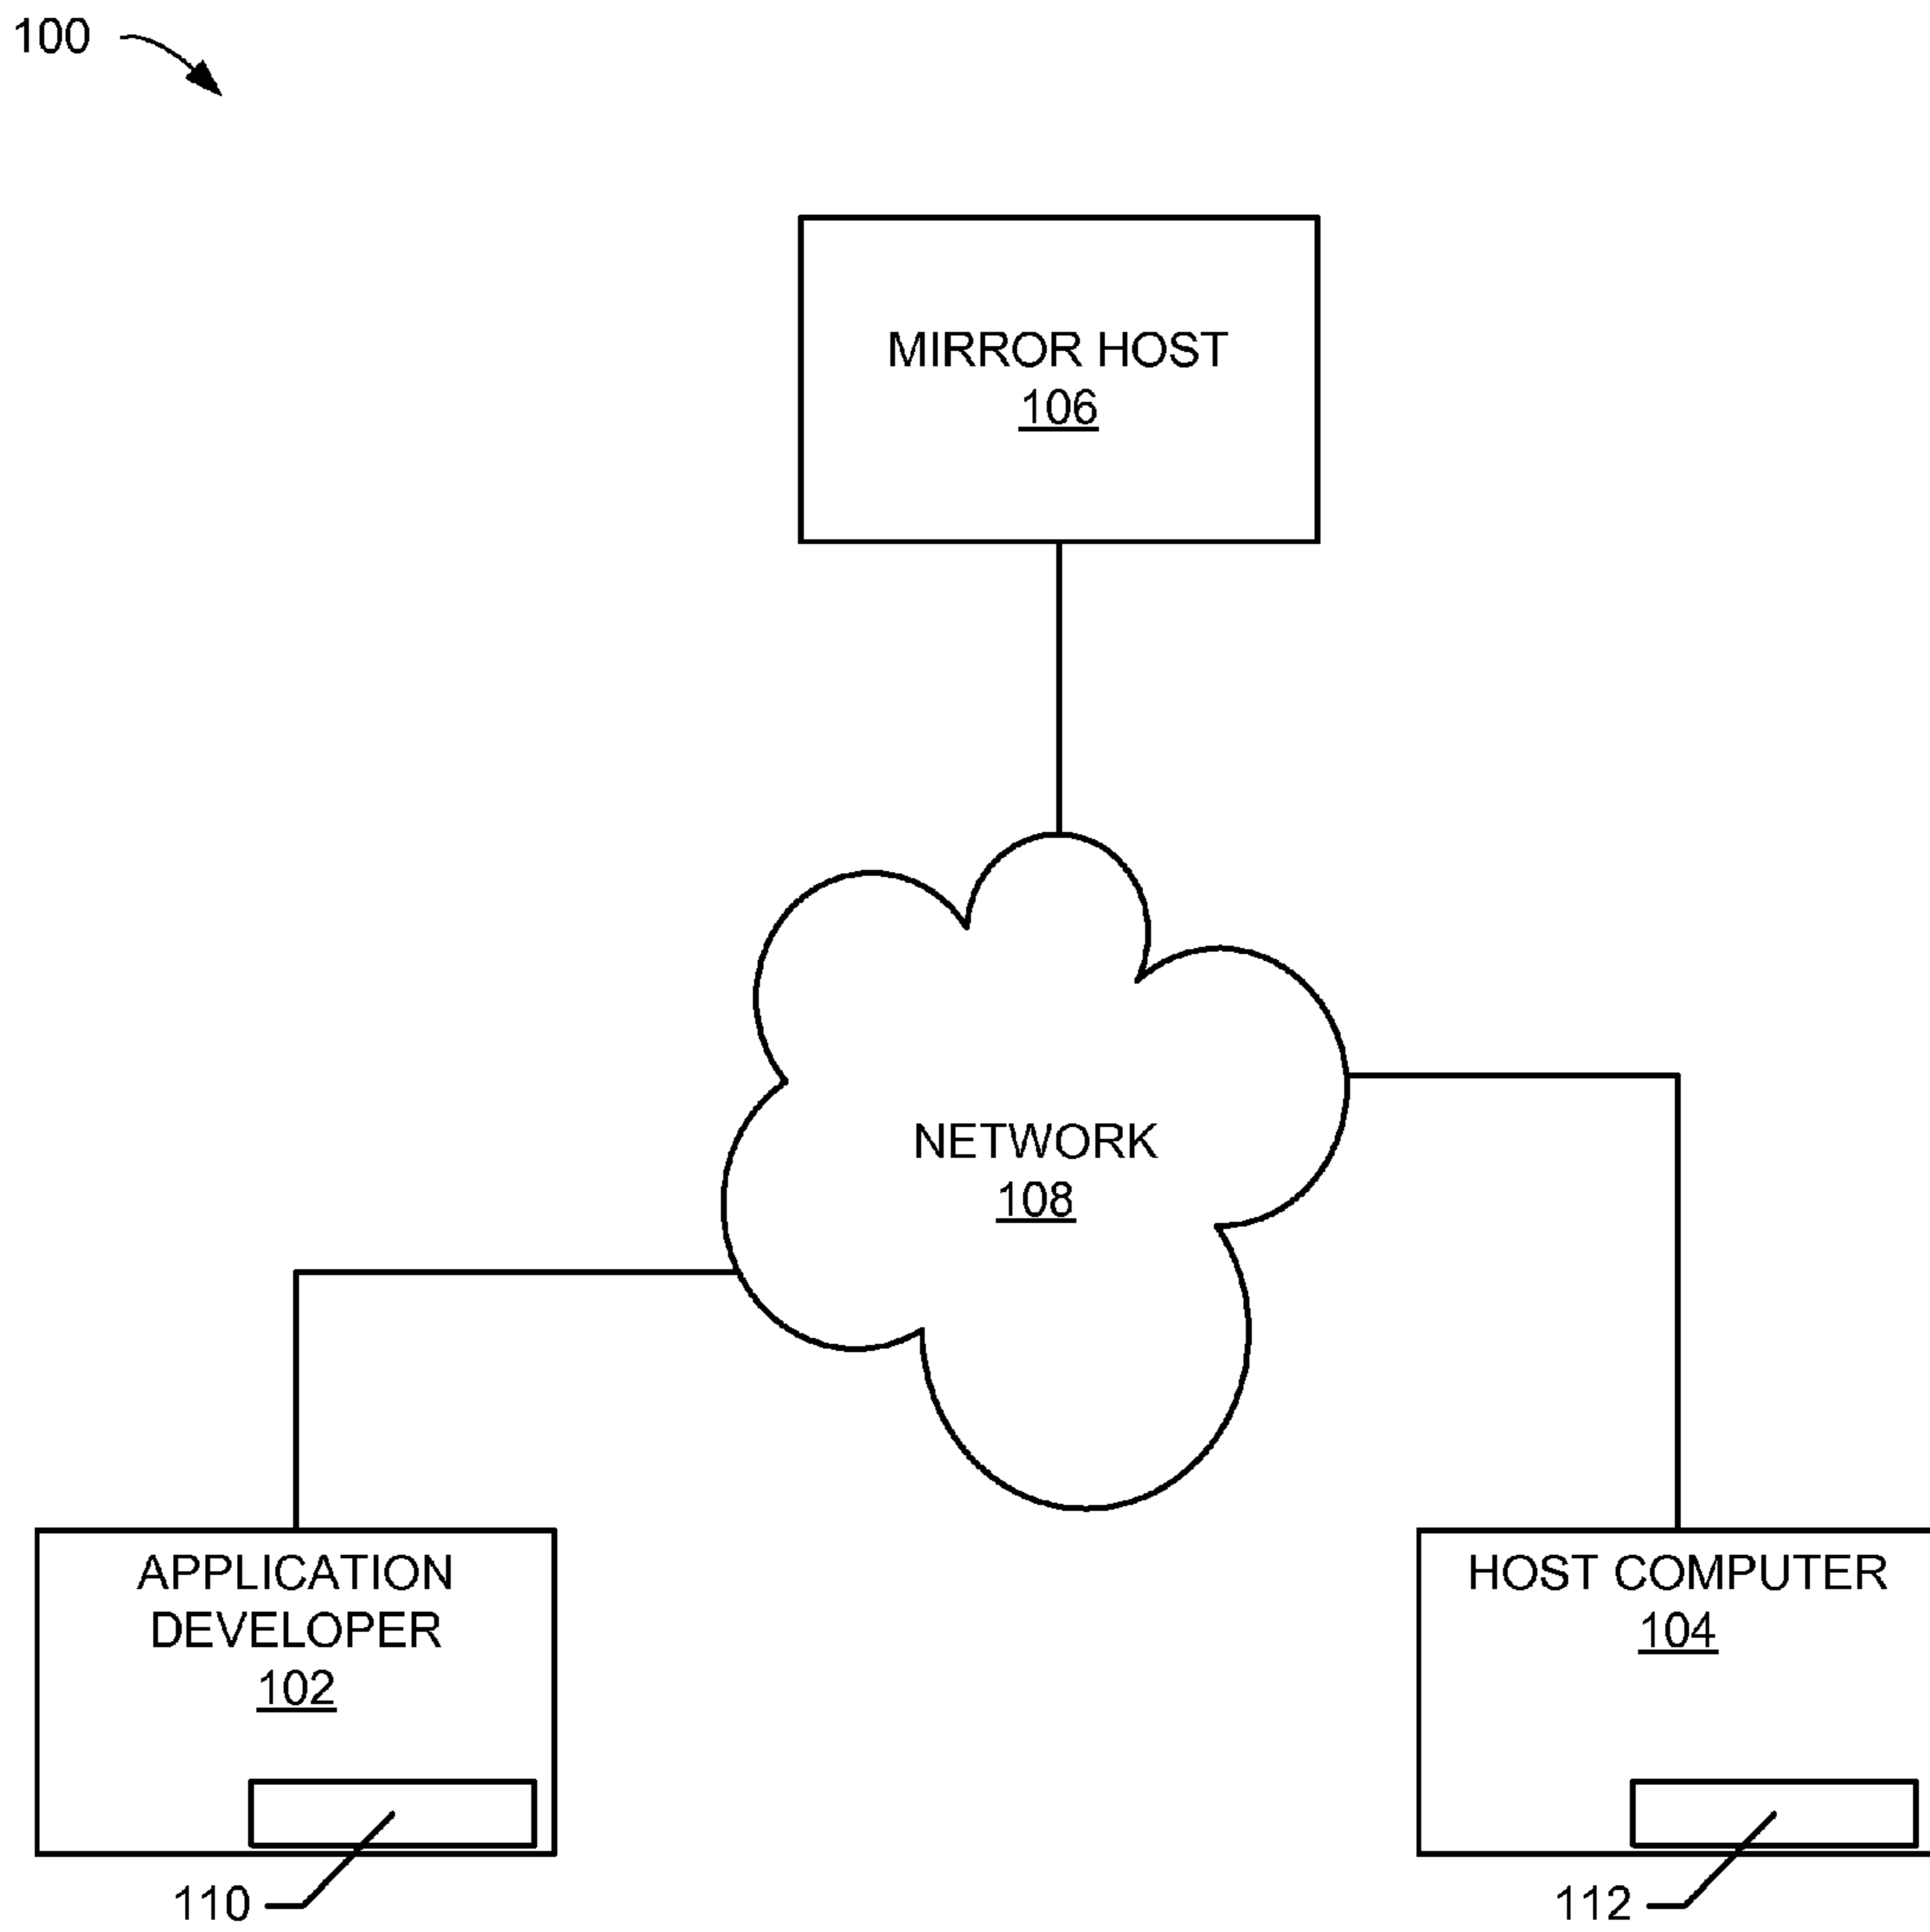 100
MIRROR HOST
106
NETWORK
108
APPLICATION
DEVELOPER
102
HOST COMPUTER
104
110
112